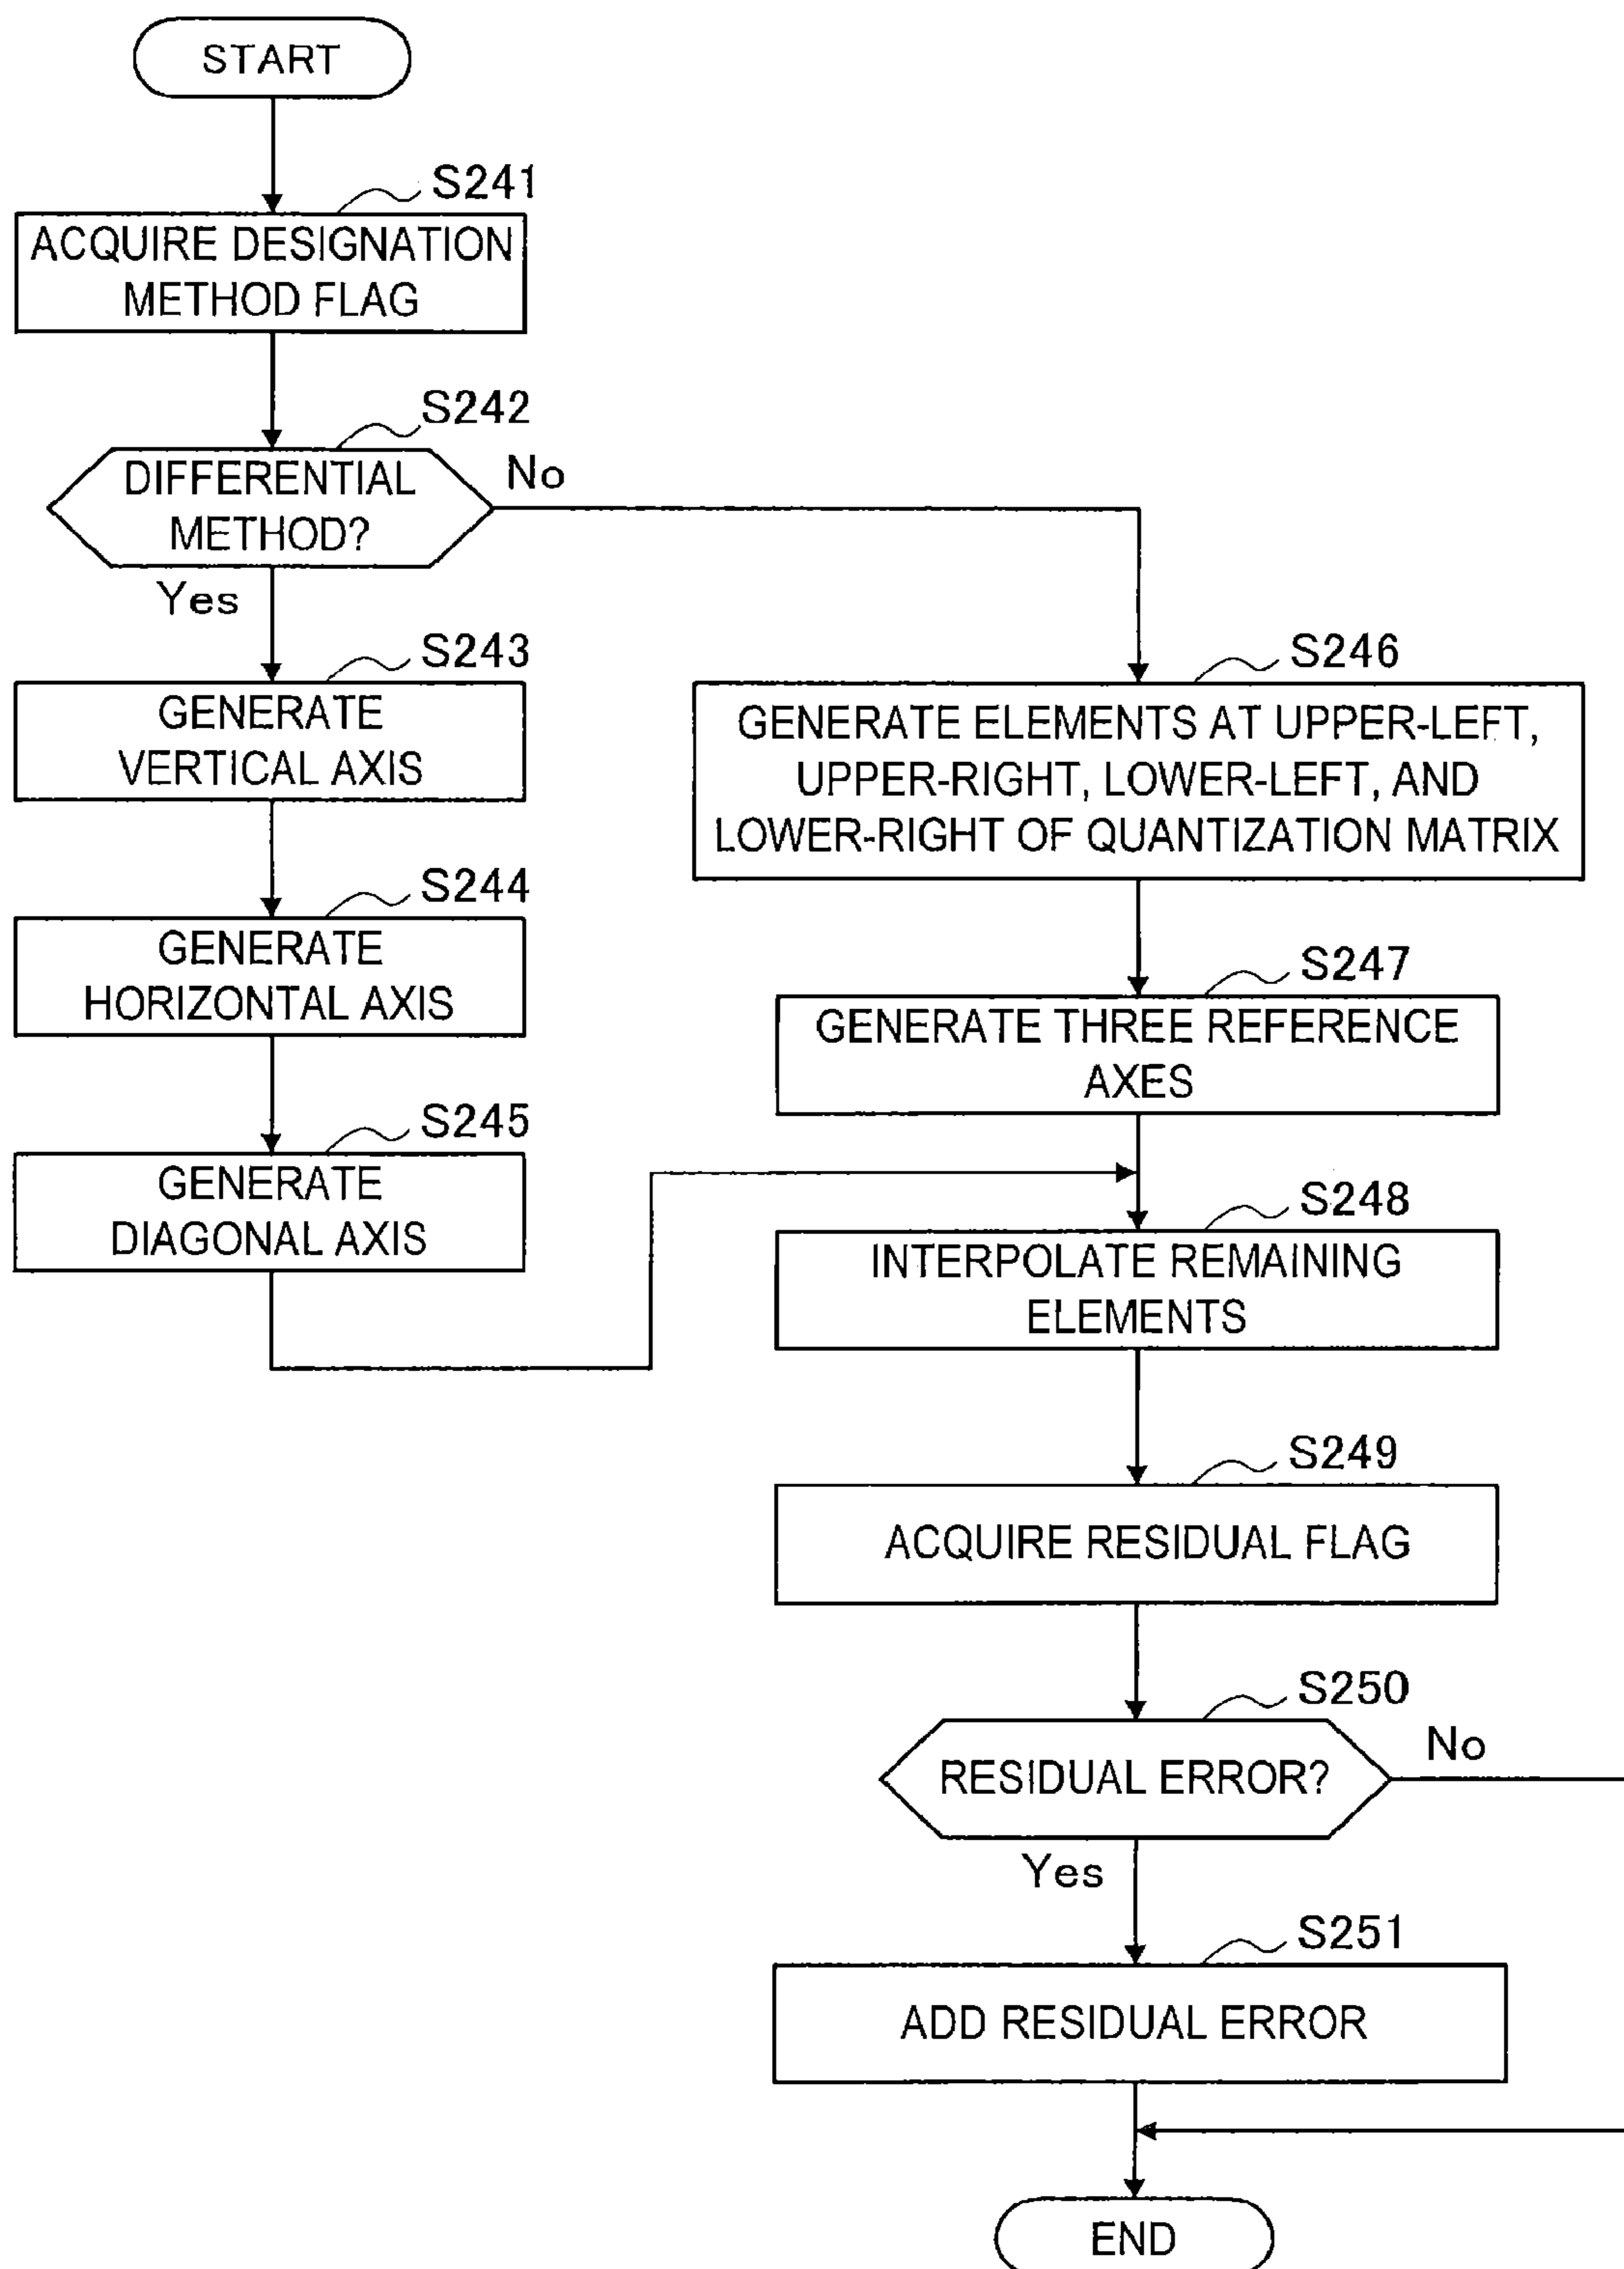 START
S241
ACQUIRE DESIGNATION
METHOD FLAG
S242
DIFFERENTIAL
METHOD?
No
Yes
S243
GENERATE
VERTICAL AXIS
S244
GENERATE
HORIZONTAL AXIS
S245
GENERATE
DIAGONAL AXIS
S246
GENERATE ELEMENTS AT UPPER-LEFT,
UPPER-RIGHT, LOWER-LEFT, AND
LOWER-RIGHT OF QUANTIZATION MATRIX
S247
GENERATE THREE REFERENCE
AXES
S248
INTERPOLATE REMAINING
ELEMENTS
S249
ACQUIRE RESIDUAL FLAG
S250
RESIDUAL ERROR?
No
Yes
S251
ADD RESIDUAL ERROR
END